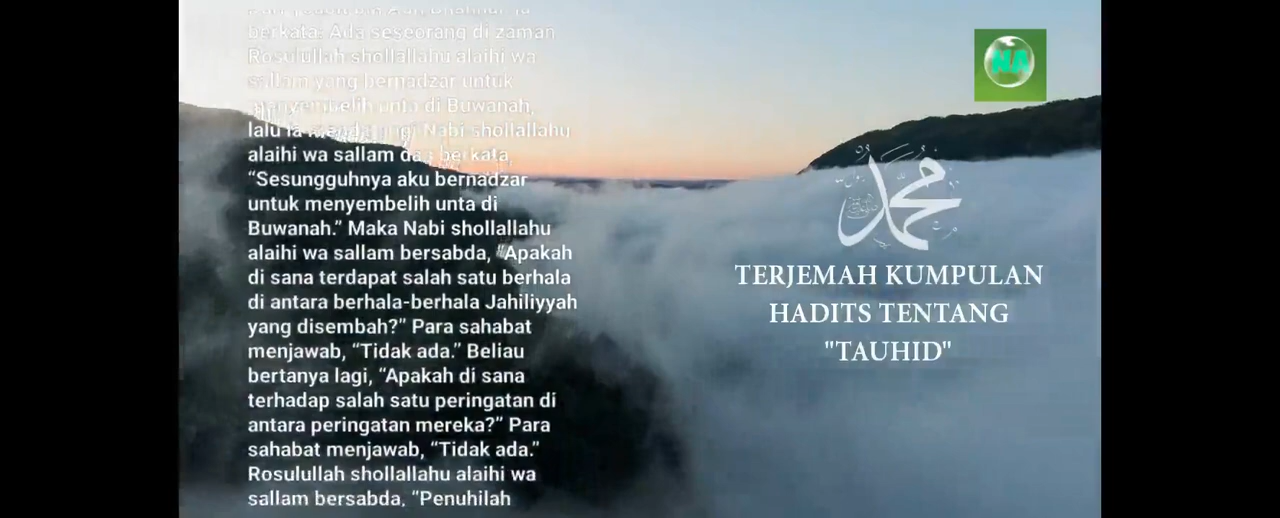 berkata: Ada seseorang di zaman
Rosulullah shollallahu alaihi wa
sallam yang bernadzar untuk
menyembelih unta di Buwanah,
lalu ia mendatangi Nabi shollallahu
alaihi wa sallam dan berkata,
“Sesungguhnya aku bernadzar
untuk menyembelih unta di
Buwanah.” Maka Nabi shollallahu
alaihi wa sallam bersabda, “Apakah
di sana terdapat salah satu berhala
di antara berhala-berhala Jahiliyyah
yang disembah?” Para sahabat
menjawab, “Tidak ada.” Beliau
bertanya lagi, “Apakah di sana
terhadap salah satu peringatan di
antara peringatan mereka?” Para
sahabat menjawab, “Tidak ada.”
Rosulullah shollallahu alaihi wa
sallam bersabda, “Penuhilah
HA
محمد
TERJEMAH KUMPULAN
HADITS TENTANG
"TAUHID"